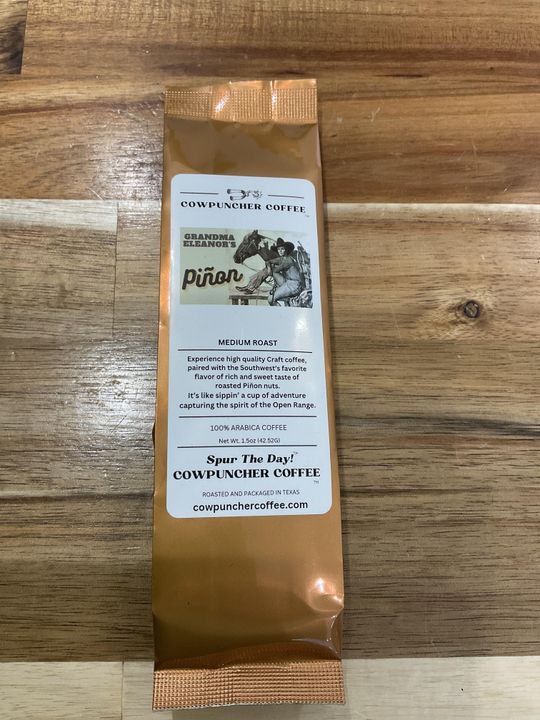 COWPUNCHER COFFEE
TM
GRANDMA
ELEANOR'S
Piñon
MEDIUM ROAST
Experience high quality Craft coffee,
paired with the Southwest's favorite
flavor of rich and sweet taste of
roasted Piñon nuts.
It's like sippin' a cup of adventure
capturing the spirit of the Open Range.
100% ARABICA COFFEE
Net Wt. 1.5oz (42.52G)
Spur The Day!™
COWPUNCHER COFFEE
TM
ROASTED AND PACKAGED IN TEXAS
cowpunchercoffee.com